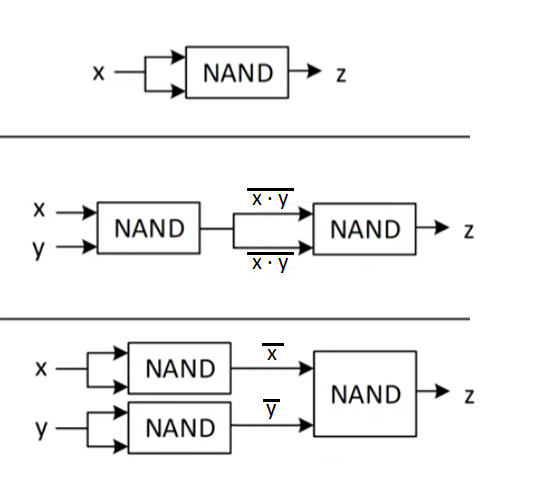 x NAND z
x · y
x
NAND NAND z
y
x · y
x
x NAND
NAND z
y
y NAND